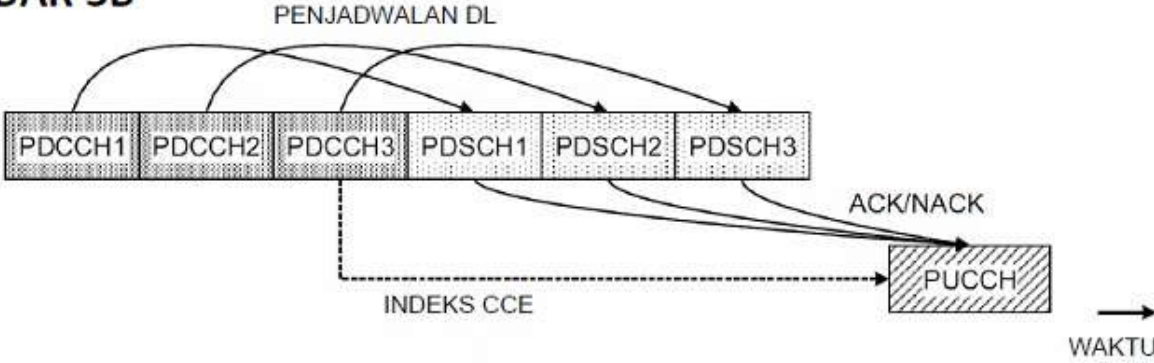 PENJADWALAN DL
PDCCH1 PDCCH2 PDCCH3 PDSCH1 PDSCH2 PDSCH3
ACK/NACK
PUCCH
INDEKS CCE
WAKTU